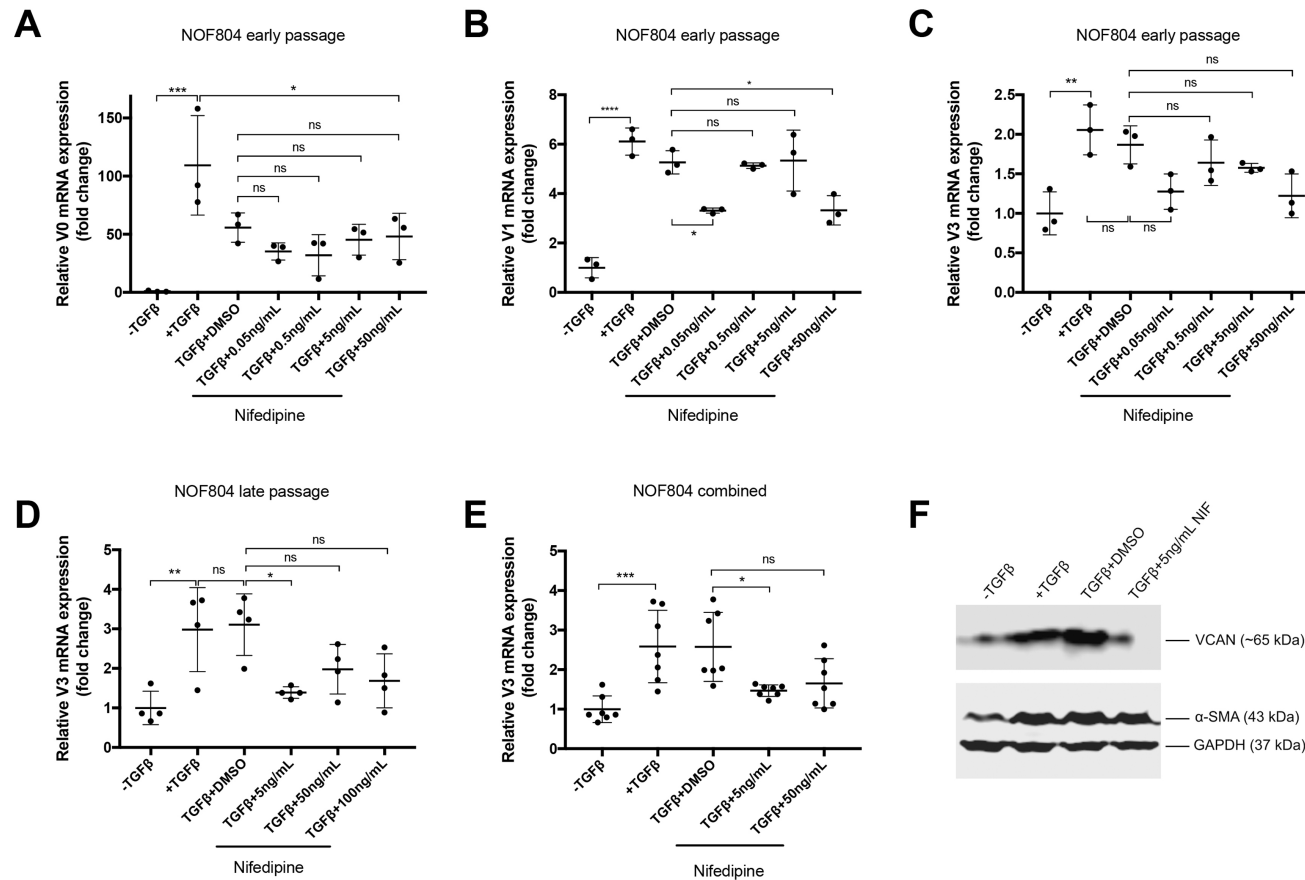 A
NOF804 early passage
Relative V0 mRNA expression
(fold change)
150
100
50
0
***
*
ns
ns
ns
ns
-TGFβ
+TGFβ
TGFβ+DMSO
TGFβ+0.05ng/mL
TGFβ+0.5ng/mL
TGFβ+5ng/mL
TGFβ+50ng/mL
Nifedipine
B
NOF804 early passage
Relative V1 mRNA expression
(fold change)
8
6
4
2
0
****
*
ns
ns
*
-TGFβ
+TGFβ
TGFβ+DMSO
TGFβ+0.05ng/mL
TGFβ+0.5ng/mL
TGFβ+5ng/mL
TGFβ+50ng/mL
Nifedipine
C
NOF804 early passage
Relative V3 mRNA expression
(fold change)
2.5
2.0
1.5
1.0
0.5
0.0
**
ns
ns
ns
ns
ns
-TGFβ
+TGFβ
TGFβ+DMSO
TGFβ+0.05ng/mL
TGFβ+0.5ng/mL
TGFβ+5ng/mL
TGFβ+50ng/mL
Nifedipine
D
NOF804 late passage
Relative V3 mRNA expression
(fold change)
5
4
3
2
1
0
**
ns
*
ns
ns
-TGFβ
+TGFβ
TGFβ+DMSO
TGFβ+5ng/mL
TGFβ+50ng/mL
TGFβ+100ng/mL
Nifedipine
E
NOF804 combined
Relative V3 mRNA expression
(fold change)
5
4
3
2
1
0
***
ns
*
-TGFβ
+TGFβ
TGFβ+DMSO
TGFβ+5ng/mL
TGFβ+50ng/mL
Nifedipine
F
-TGFβ
+TGFβ
TGFβ+DMSO
TGFβ+5ng/mL NIF
VCAN (~65 kDa)
α-SMA (43 kDa)
GAPDH (37 kDa)